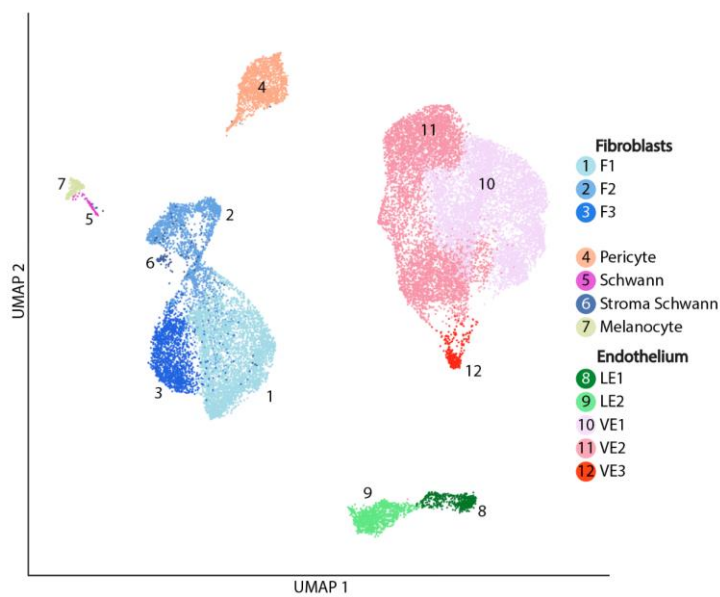 4
11
10
7
5
2
6
3
1
12
9
8
UMAP 2
UMAP 1
Fibroblasts
1 F1
2 F2
3 F3
4 Pericyte
5 Schwann
6 Stroma Schwann
7 Melanocyte
Endothelium
8 LE1
9 LE2
10 VE1
11 VE2
12 VE3